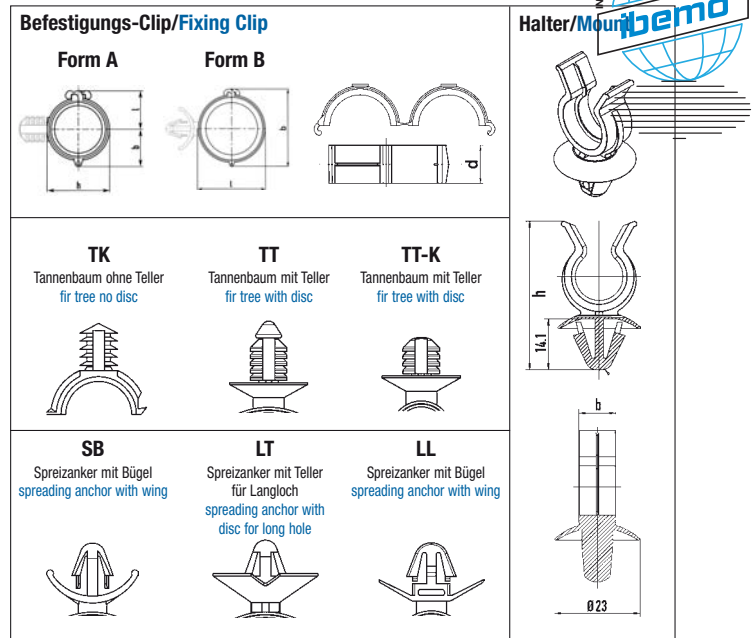 Befestigungs-Clip/Fixing Clip
Form A
Form B
l
b
h
b
l
d
TK
Tannenbaum ohne Teller
fir tree no disc
TT
Tannenbaum mit Teller
fir tree with disc
TT-K
Tannenbaum mit Teller
fir tree with disc
SB
Spreizanker mit Bügel
spreading anchor with wing
LT
Spreizanker mit Teller
für Langloch
spreading anchor with
disc for long hole
LL
Spreizanker mit Bügel
spreading anchor with wing
Halter/Mount
ibemo
h
14.1
b
Ø23